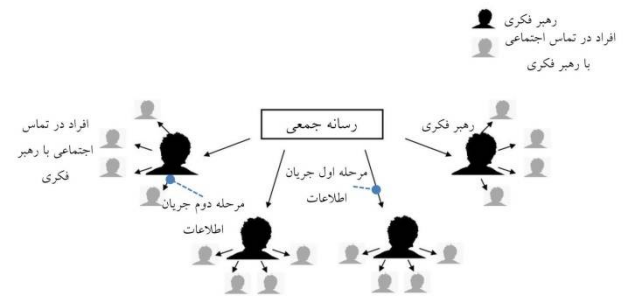 رهبر فکری
افراد در تماس اجتماعی
با رهبر فکری
رسانه جمعی
رهبر فکری
افراد در تماس
اجتماعی با رهبر
فکری
مرحله اول جریان
اطلاعات
مرحله دوم جریان
اطلاعات